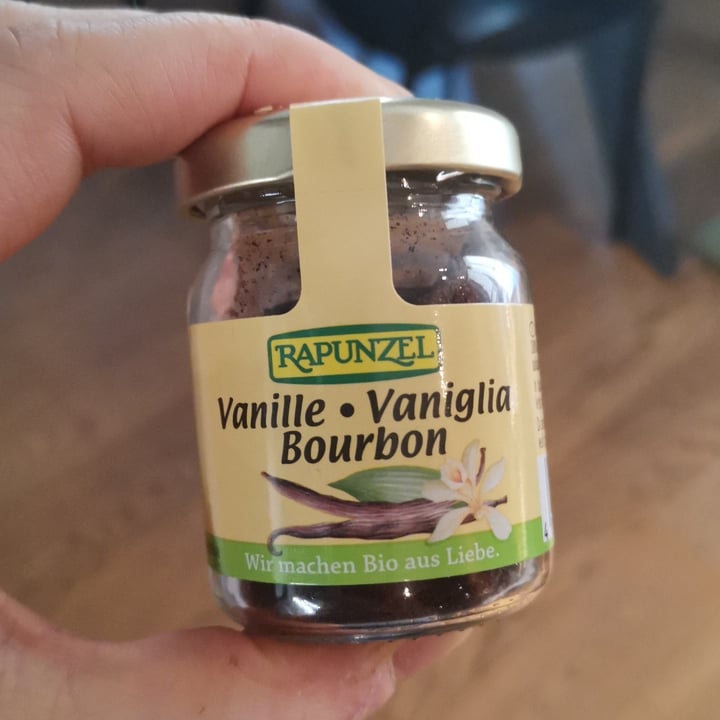 RAPUNZEL
Vanille • Vaniglia
Bourbon
Wir machen Bio aus Liebe.